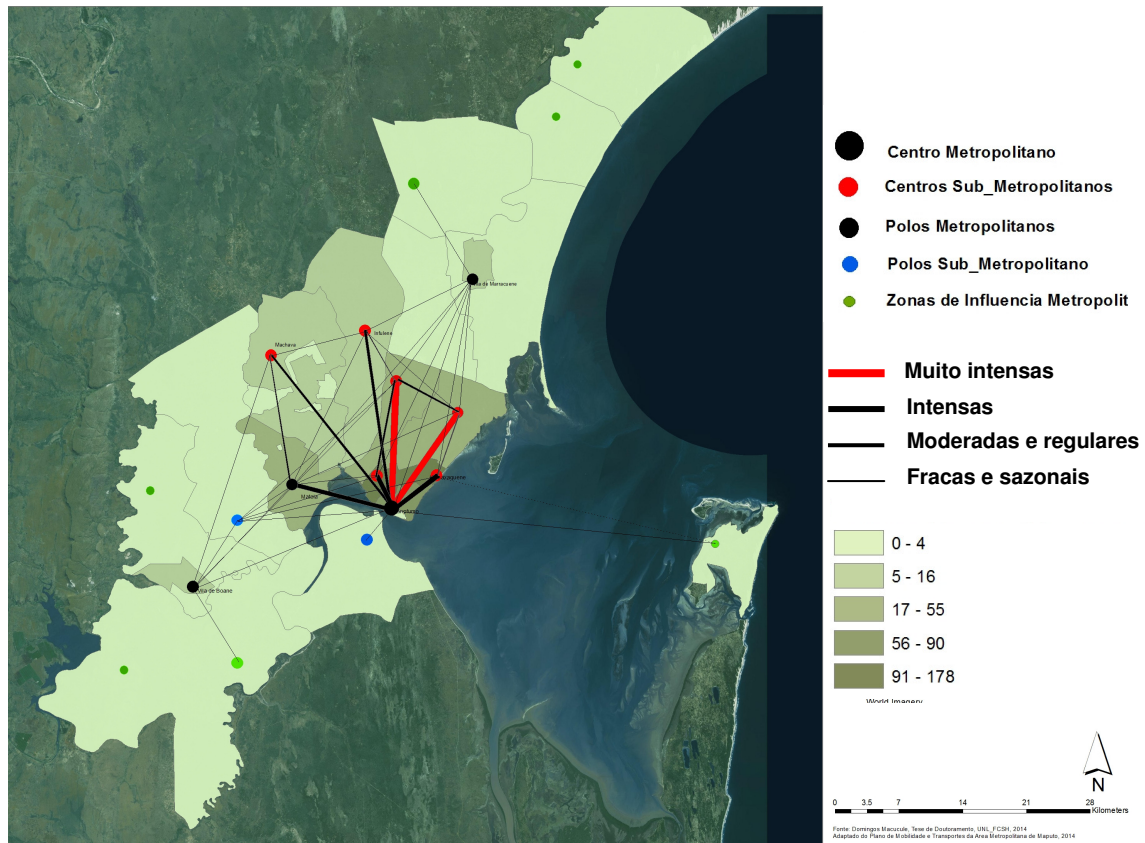 Centro Metropolitano
Centros Sub_Metropolitanos
Polos Metropolitanos
Polos Sub_Metropolitano
Zonas de Influencia Metropolit
Muito intensas
Intensas
Moderadas e regulares
Fracas e sazonais
0 - 4
5 - 16
17 - 55
56 - 90
91 - 178
World Imagery
N
0 3.5 7 14 21 28
Kilometers
Fonte: Domingos Macucule, Tese de Doutoramento, UNL_FCSH, 2014
Adaptado do Plano de Mobilidade e Transportes da Area Metropolitana de Maputo, 2014
de Marracuene
Infulene
Machava
Matola
Vila de Boane